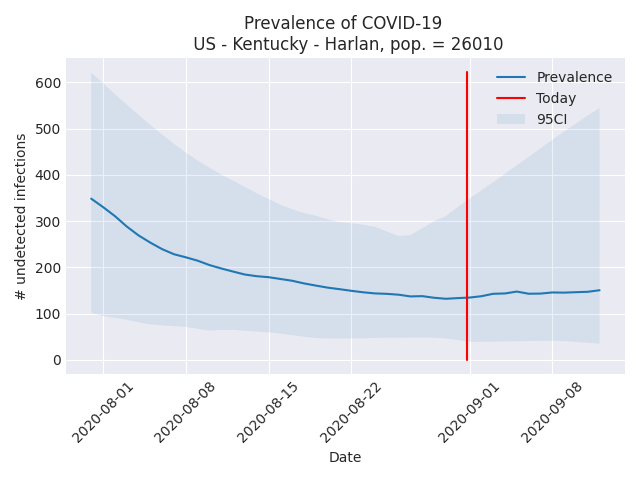 Prevalence of COVID-19
US - Kentucky - Harlan, pop. = 26010
Prevalence
Today
95CI
# undetected infections
600
500
400
300
200
100
0
2020-08-01
2020-08-08
2020-08-15
2020-08-22
2020-09-01
2020-09-08
Date